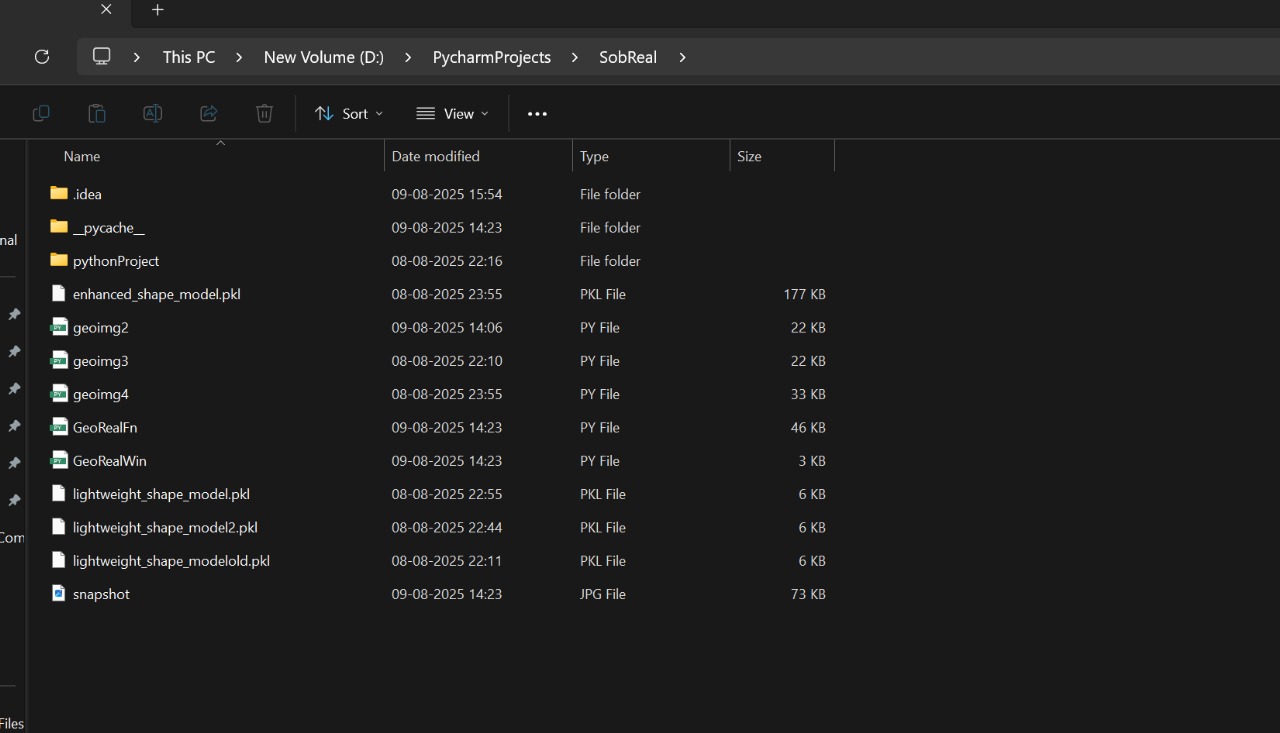 This PC New Volume (D:) PycharmProjects SobReal
Sort View
Name Date modified Type Size
.idea 09-08-2025 15:54 File folder
__pycache__ 09-08-2025 14:23 File folder
nal
pythonProject 08-08-2025 22:16 File folder
enhanced_shape_model.pkl 08-08-2025 23:55 PKL File 177 KB
geoimg2 09-08-2025 14:06 PY File 22 KB
geoimg3 08-08-2025 22:10 PY File 22 KB
geoimg4 08-08-2025 23:55 PY File 33 KB
GeoRealFn 09-08-2025 14:23 PY File 46 KB
GeoRealWin 09-08-2025 14:23 PY File 3 KB
lightweight_shape_model.pkl 08-08-2025 22:55 PKL File 6 KB
lightweight_shape_model2.pkl 08-08-2025 22:44 PKL File 6 KB
Com
lightweight_shape_modelold.pkl 08-08-2025 22:11 PKL File 6 KB
snapshot 09-08-2025 14:23 JPG File 73 KB
Files